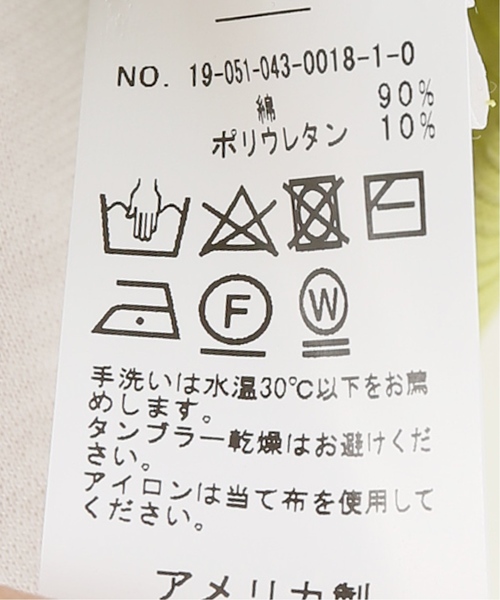 NO. 19-051-043-0018-1-0
綿 90%
ポリウレタン 10%
F W
手洗いは水温30℃以下をお薦
めします。
タンブラー乾燥はお避けくだ
さい。
アイロンは当て布を使用して
ください。
アメリカ製